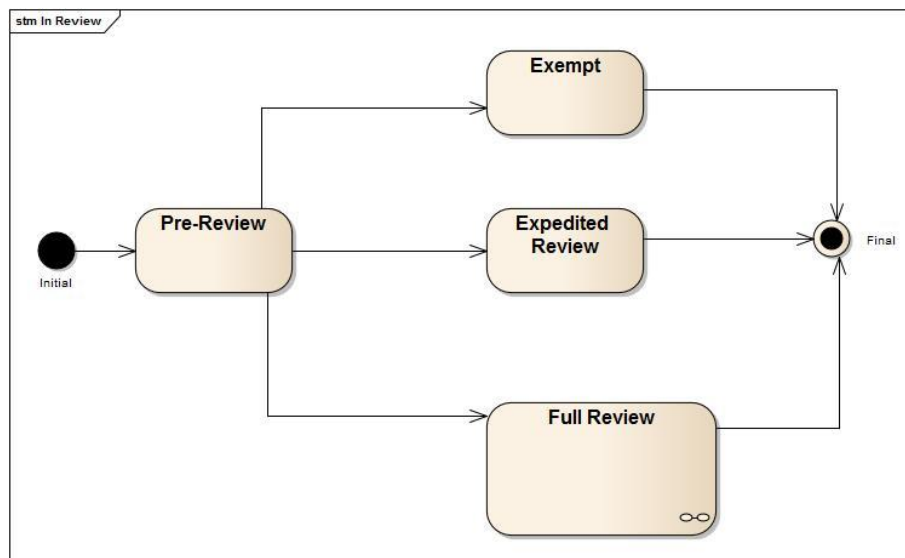 stm In Review
Exempt
Pre-Review
Expedited
Review
Initial
Final
Full Review